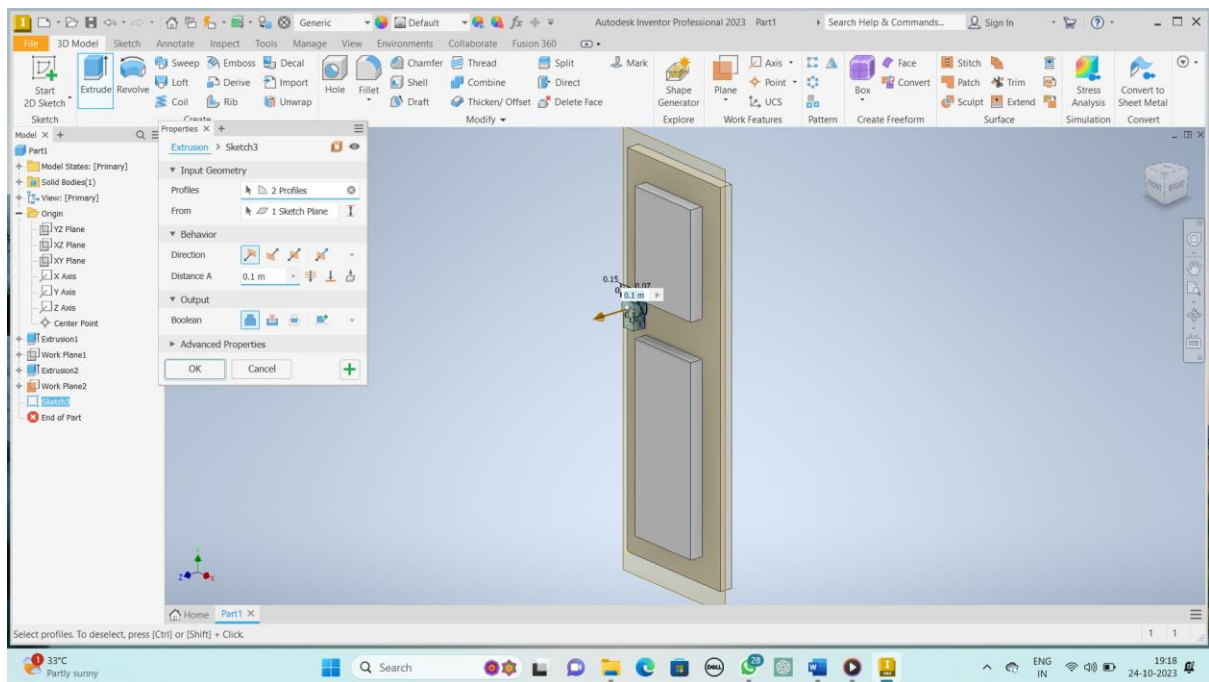 Generic
Default
Autodesk Inventor Professional 2023 Part1
Search Help & Commands...
Sign In
File 3D Model Sketch Annotate Inspect Tools Manage View Environments Collaborate Fusion 360
Start
2D Sketch
Extrude
Revolve
Sweep
Loft
Coil
Emboss
Derive
Rib
Decal
Import
Unwrap
Hole
Fillet
Chamfer
Shell
Draft
Thread
Combine
Thicken/ Offset
Split
Direct
Delete Face
Mark
Shape
Generator
Plane
Axis
Point
UCS
Box
Face
Convert
Stitch
Patch
Sculpt
Trim
Extend
Stress
Analysis
Convert to
Sheet Metal
Sketch Create Modify Explore Work Features Pattern Create Freeform Surface Simulation Convert
Model
Part1
Model States: [Primary]
Solid Bodies(1)
View: [Primary]
Origin
YZ Plane
XZ Plane
XY Plane
X Axis
Y Axis
Z Axis
Center Point
Extrusion1
Work Plane1
Extrusion2
Work Plane2
Sketch3
End of Part
Properties
Extrusion > Sketch3
Input Geometry
Profiles 2 Profiles
From 1 Sketch Plane
Behavior
Direction
Distance A 0.1 m
Output
Boolean
Advanced Properties
OK Cancel
0.15
0.07
0.1 m
FRONT RIGHT
Y
Z X
Home Part1
Select profiles. To deselect, press [Ctrl] or [Shift] + Click.
1 1
1
33°C
Partly sunny
Search
DELL
28
PRO
ENG
IN
19:18
24-10-2023